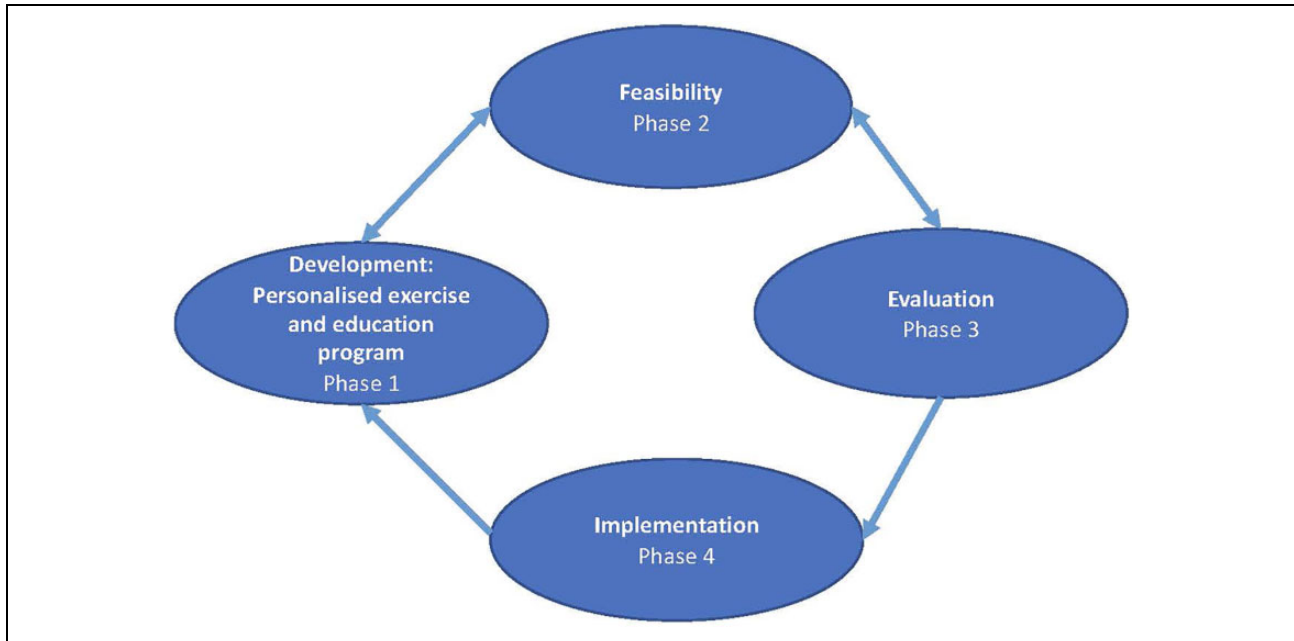 Feasibility
Phase 2
Development:
Personalised exercise
and education
program
Phase 1
Evaluation
Phase 3
Implementation
Phase 4